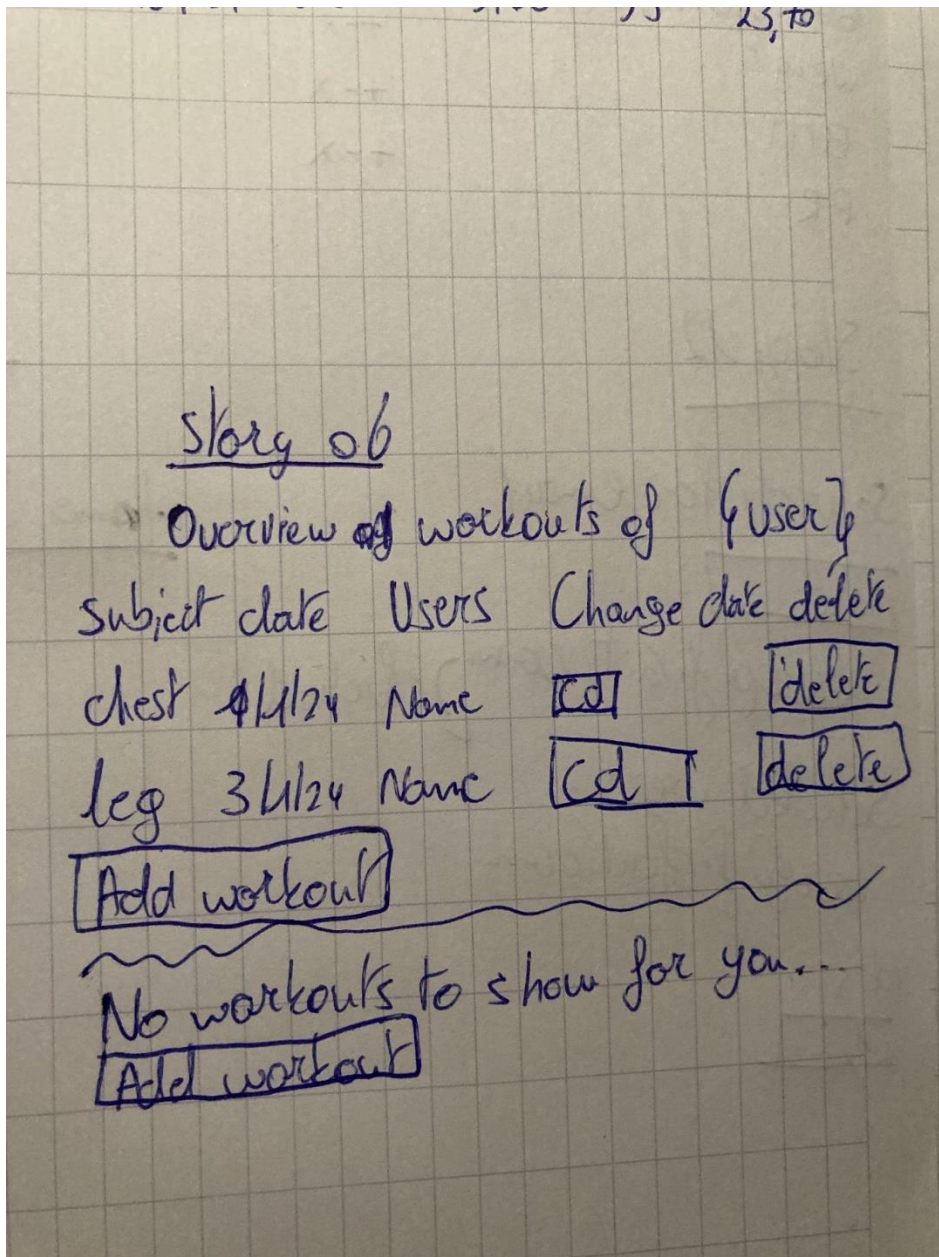 23,70
Story 06
Overview of workouts of {user}
subject date Users Change date delete
chest 1/1/24 Name cd delete
leg 3/1/24 Name cd delete
Add workout
No workouts to show for you...
Add workout